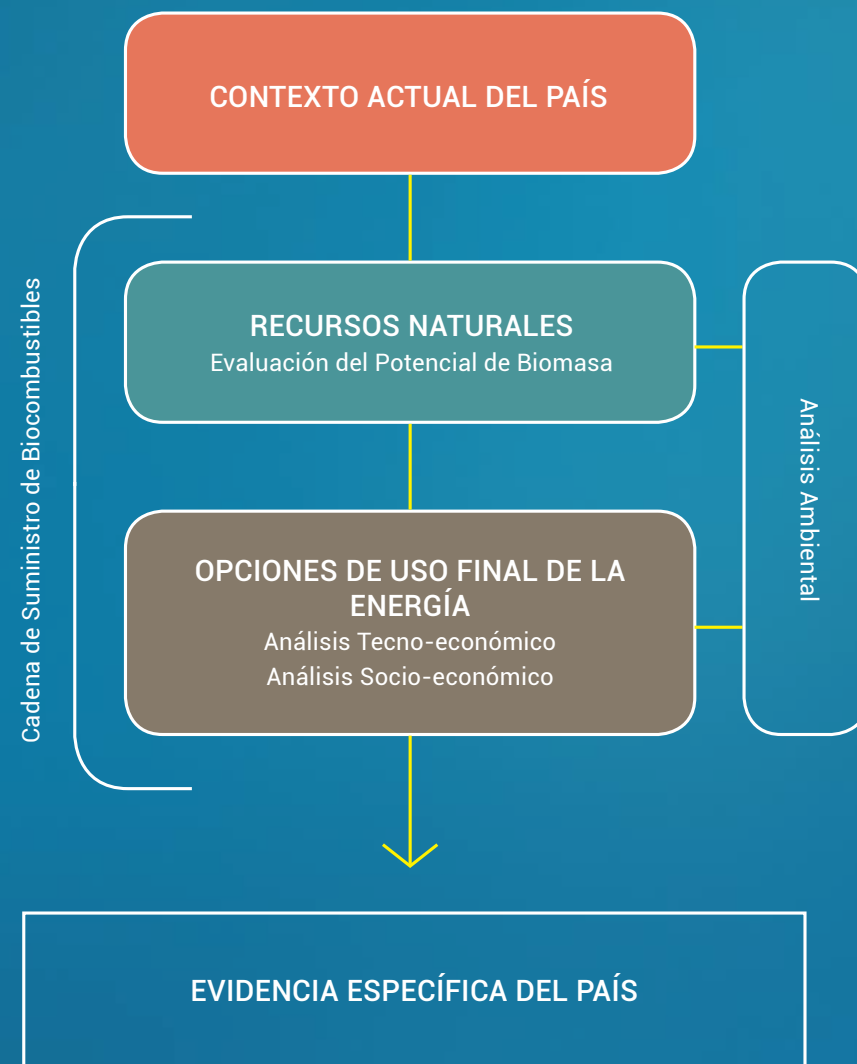 CONTEXTO ACTUAL DEL PAÍS
Cadena de Suministro de Biocombustibles
RECURSOS NATURALES
Evaluación del Potencial de Biomasa
OPCIONES DE USO FINAL DE LA
ENERGÍA
Análisis Tecno-económico
Análisis Socio-económico
Análisis Ambiental
EVIDENCIA ESPECÍFICA DEL PAÍS